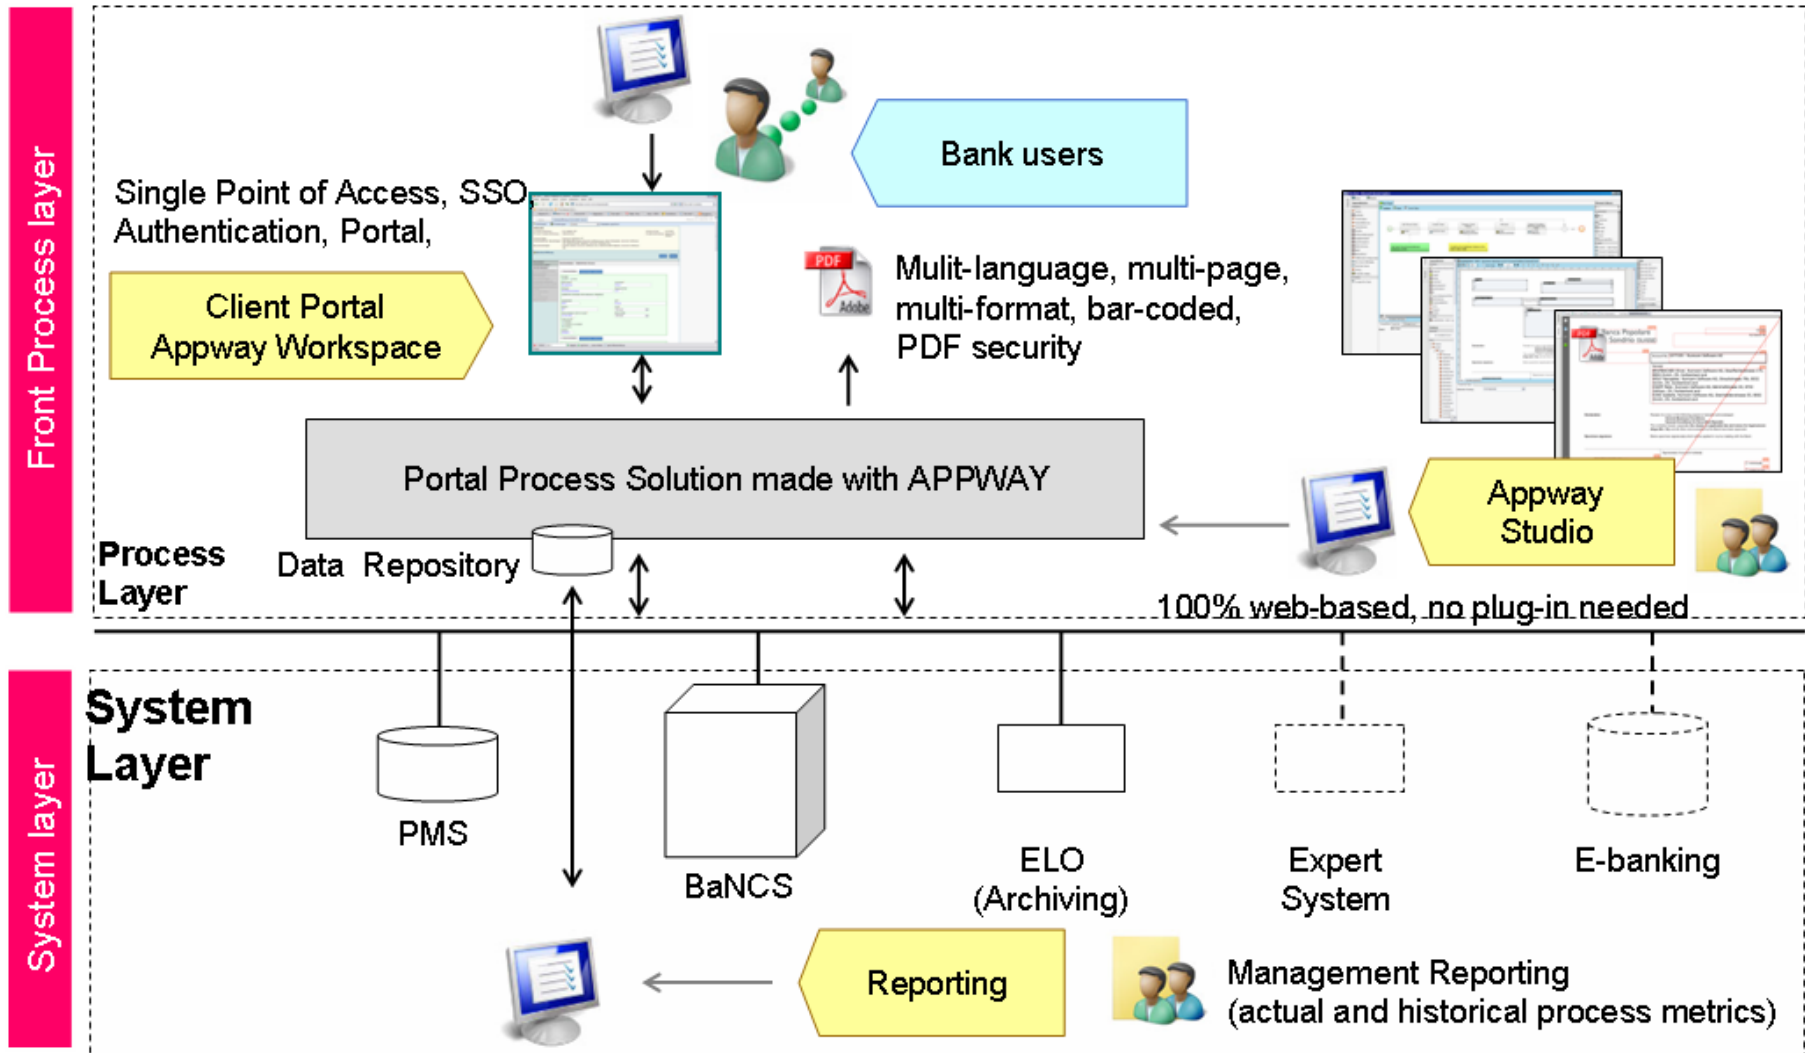 Front Process layer
Bank users
Single Point of Access, SSO,
Authentication, Portal,
Client Portal
Appway Workspace
PDF
Adobe
Mulit-language, multi-page,
multi-format, bar-coded,
PDF security
PDF
Banca Popolare
Portal Process Solution made with APPWAY
Appway
Studio
Process
Layer
Data Repository
100% web-based, no plug-in needed
System layer
System
Layer
PMS
BaNCS
ELO
(Archiving)
Expert
System
E-banking
Reporting
Management Reporting
(actual and historical process metrics)